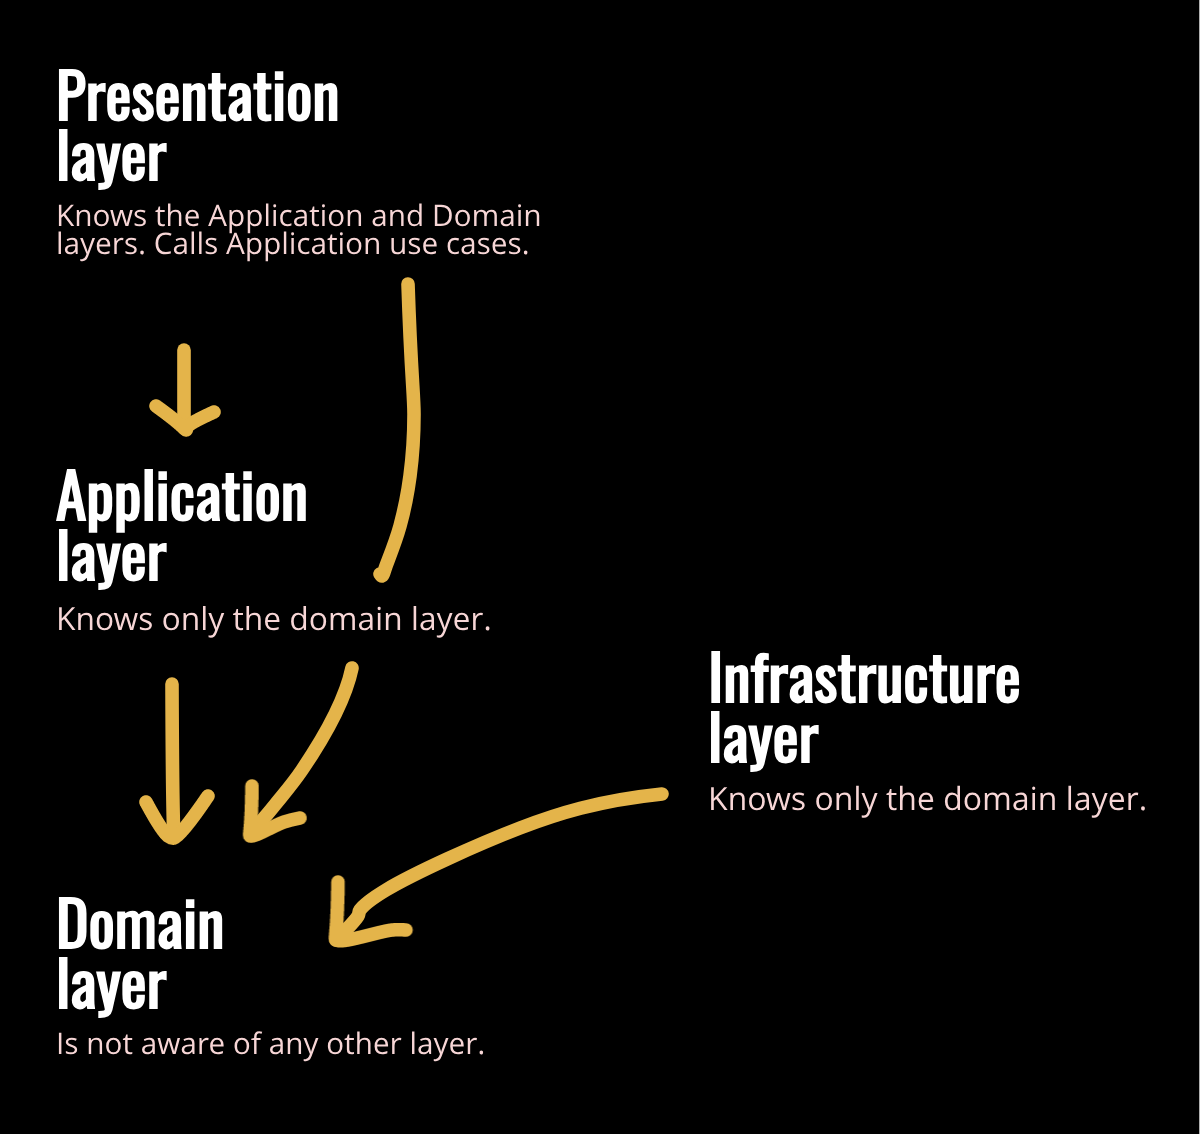 Presentation
layer
Knows the Application and Domain
layers. Calls Application use cases.
Application
layer
Knows only the domain layer.
Infrastructure
layer
Knows only the domain layer.
Domain
layer
Is not aware of any other layer.